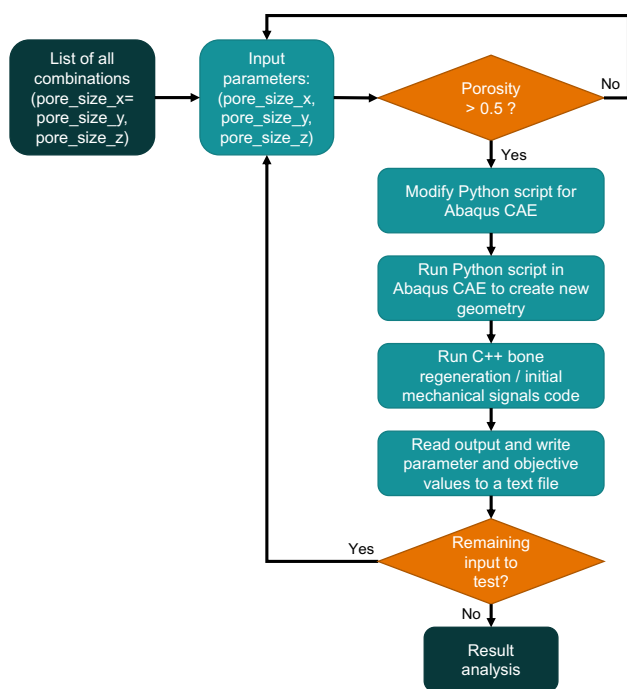 List of all
combinations
(pore_size_x=
pore_size_y,
pore_size_z)
Input
parameters:
(pore_size_x,
pore_size_y,
pore_size_z)
Porosity
> 0.5 ?
No
Yes
Modify Python script for
Abaqus CAE
Run Python script in
Abaqus CAE to create new
geometry
Run C++ bone
regeneration / initial
mechanical signals code
Read output and write
parameter and objective
values to a text file
Yes
Remaining
input to
test?
No
Result
analysis